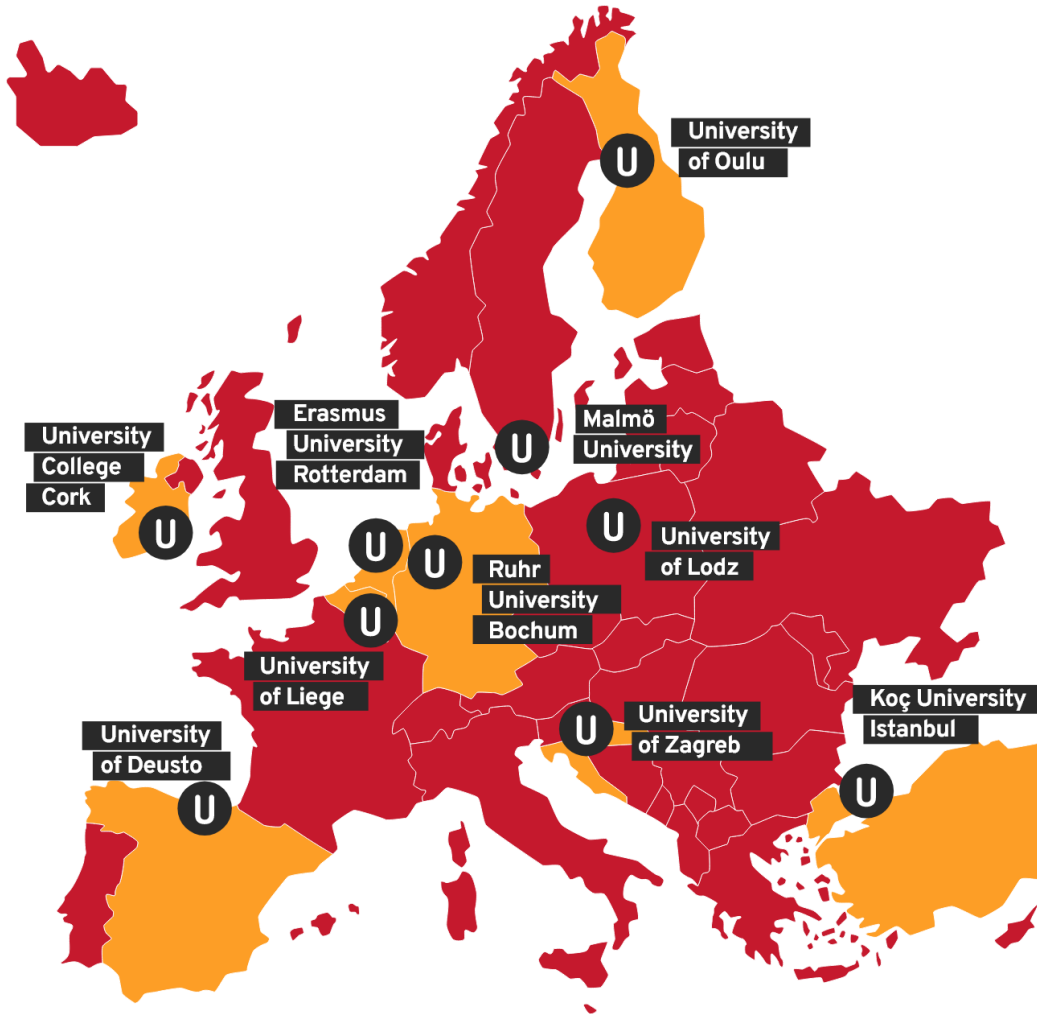 U
University
of Oulu
Erasmus
University
Rotterdam
U
Malmö
University
University
College
Cork
U
U
U
U
University
of Lodz
Ruhr
University
Bochum
U
University
of Liege
University
of Deusto
U
U
University
of Zagreb
Koç University
Istanbul
U